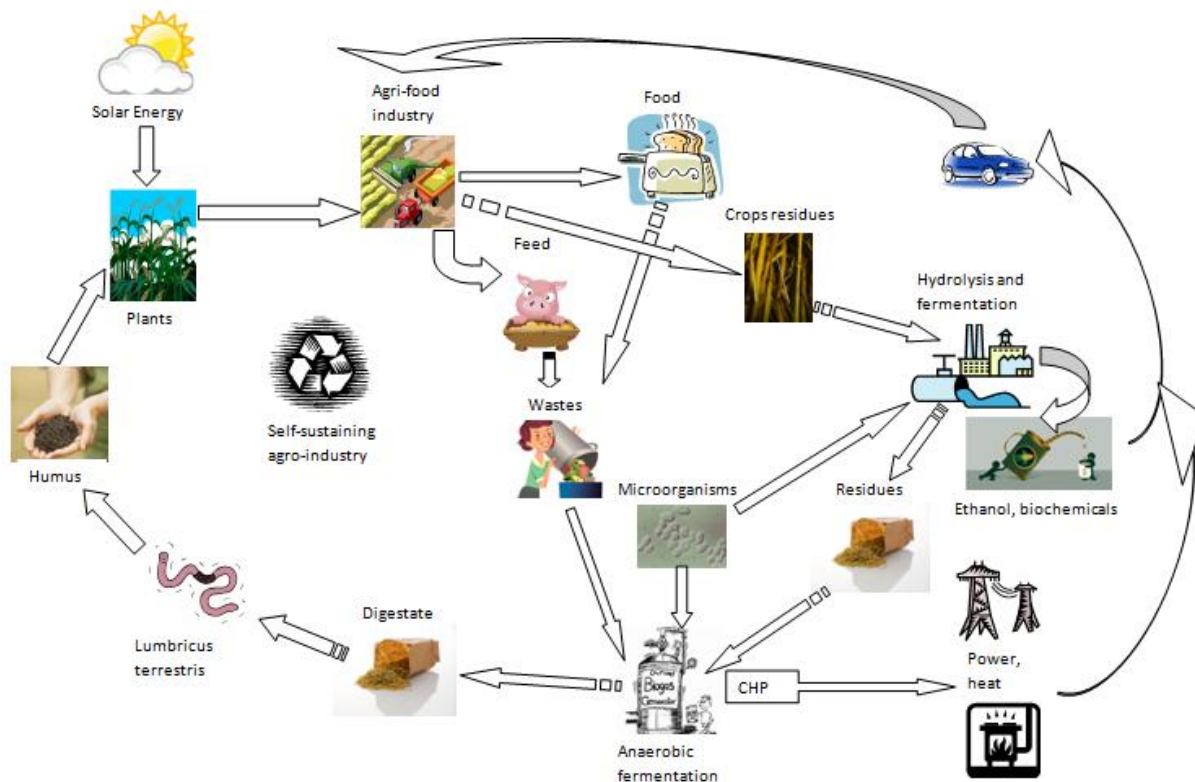 Solar Energy
Agri-food
industry
Food
Plants
Feed
Crops residues
Hydrolysis and
fermentation
Self-sustaining
agro-industry
Wastes
Humus
Microorganisms
Residues
Ethanol, biochemicals
Lumbricus
terrestris
Digestate
Biogas
Generator
CHP
Power,
heat
Anaerobic
fermentation